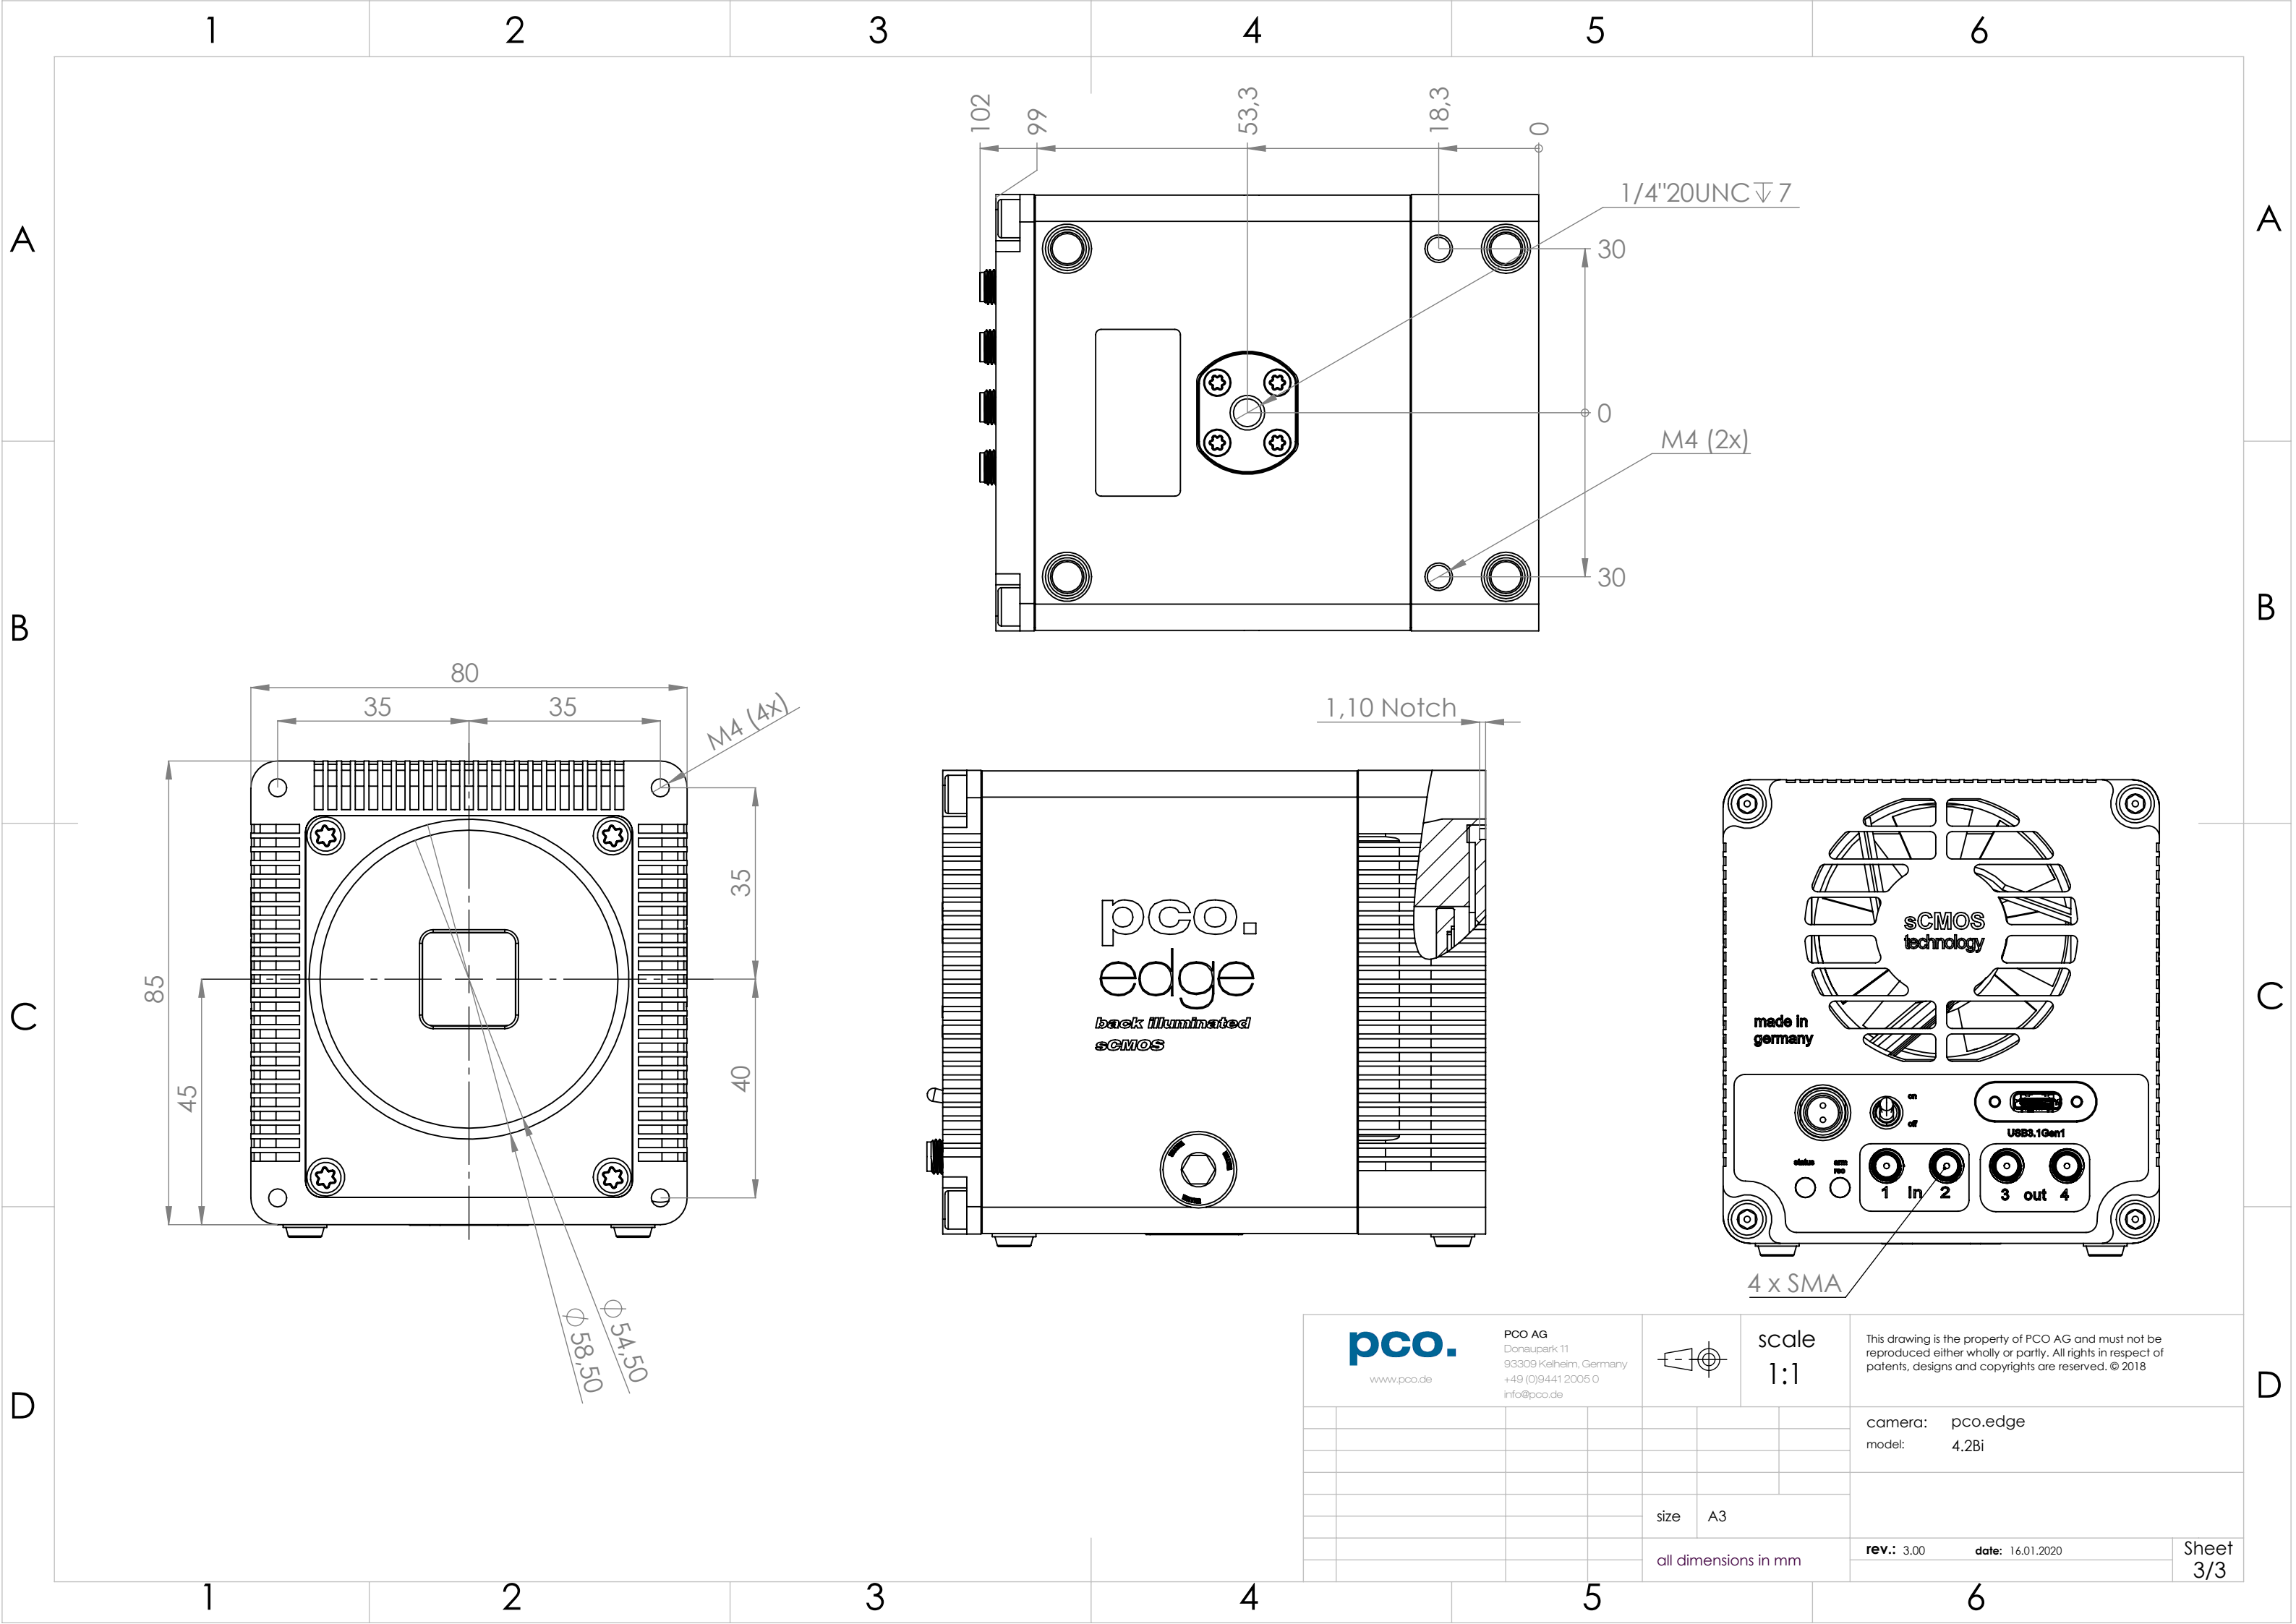 1 2 3 4 5 6
A A
B B
C C
D D
102 99 53,3 18,3 0
1/4"20UNC↧7
30
0
M4 (2x)
30
80
35 35
M4 (4x)
35
85
45
40
Ø 58,50
Ø 54,50
1,10 Notch
pco.
edge
back illuminated
sCMOS
sCMOS
technology
made in
germany
on
off
USB3.1Gen1
status
arm
rec
1 in 2
3 out 4
4 x SMA
pco.
www.pco.de
PCO AG
Donaupark 11
93309 Kelheim, Germany
+49 (0)9441 2005 0
info@pco.de
scale
1:1
This drawing is the property of PCO AG and must not be
reproduced either wholly or partly. All rights in respect of
patents, designs and copyrights are reserved. © 2018
camera: pco.edge
model: 4.2Bi
size A3
all dimensions in mm
rev.: 3.00 date: 16.01.2020
Sheet
3/3
1 2 3 4 5 6